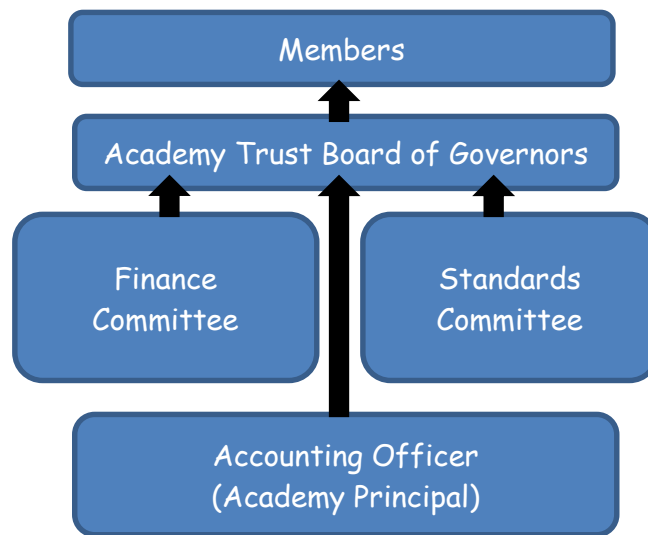 Members
Academy Trust Board of Governors
Finance
Committee
Standards
Committee
Accounting Officer
(Academy Principal)